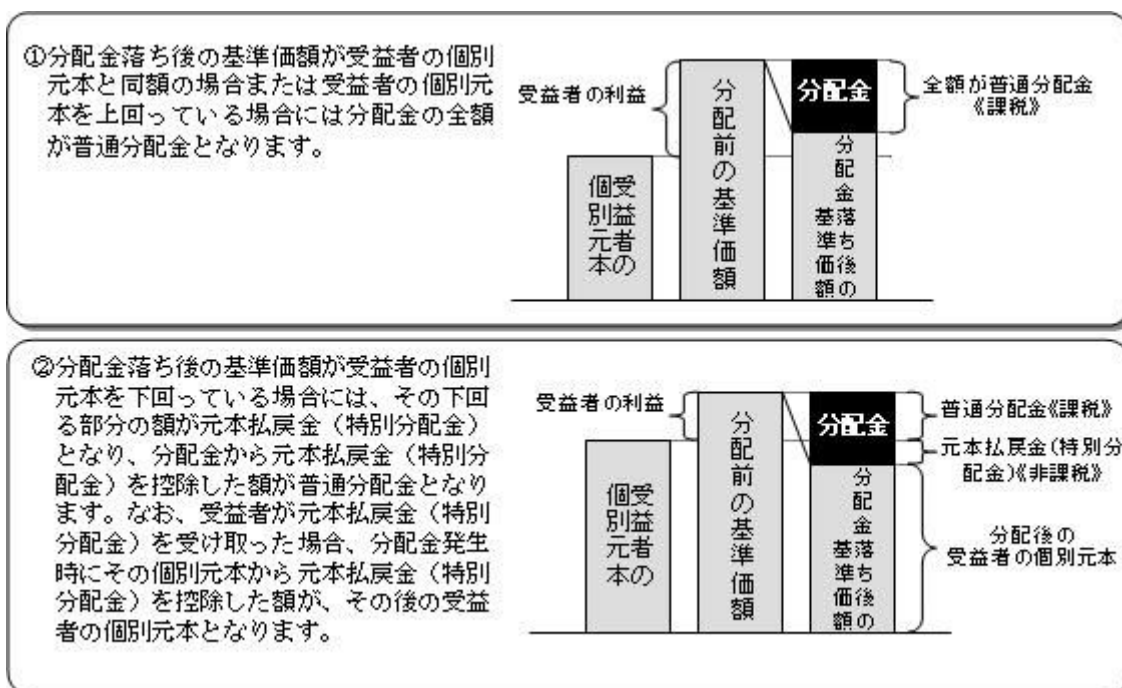 ①分配金落ち後の基準価額が受益者の個別
元本と同額の場合または受益者の個別元
本を上回っている場合には分配金の全額
が普通分配金となります。
受益者の利益
受益者の
個別元本
分配前の基準価額
分配金
分配金落ち後の
基準価額
全額が普通分配金
《課税》
②分配金落ち後の基準価額が受益者の個別
元本を下回っている場合には、その下回
る部分の額が元本払戻金（特別分配金）
となり、分配金から元本払戻金（特別分
配金）を控除した額が普通分配金となり
ます。なお、受益者が元本払戻金（特別
分配金）を受け取った場合、分配金発生
時にその個別元本から元本払戻金（特別
分配金）を控除した額が、その後の受益
者の個別元本となります。
受益者の利益
受益者の
個別元本
分配前の基準価額
分配金
分配金落ち後の
基準価額
普通分配金《課税》
元本払戻金(特別分
配金)《非課税》
分配後の
受益者の個別元本